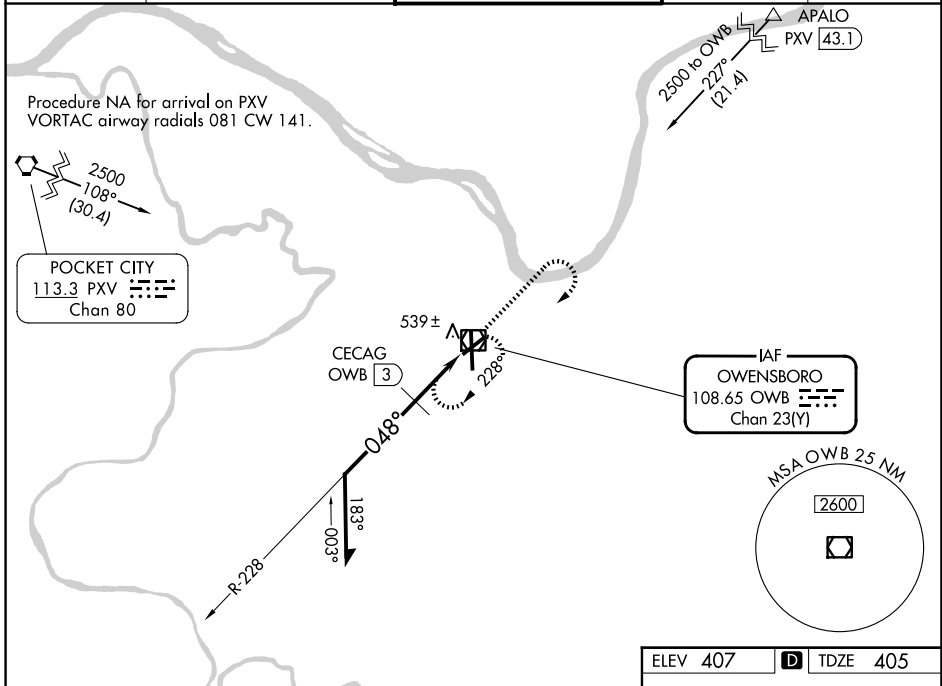 APALO
PXV 43.1
2500 to OWB
227°
(21.4)
Procedure NA for arrival on PXV
VORTAC airway radials 081 CW 141.
2500
108°
(30.4)
POCKET CITY
113.3 PXV
Chan 80
539±
CECAG
OWB 3
228°
IAF
OWENSBORO
108.65 OWB
Chan 23(Y)
048°
183°
003°
R-228
MSA OWB 25 NM
2600
ELEV 407 D TDZE 405